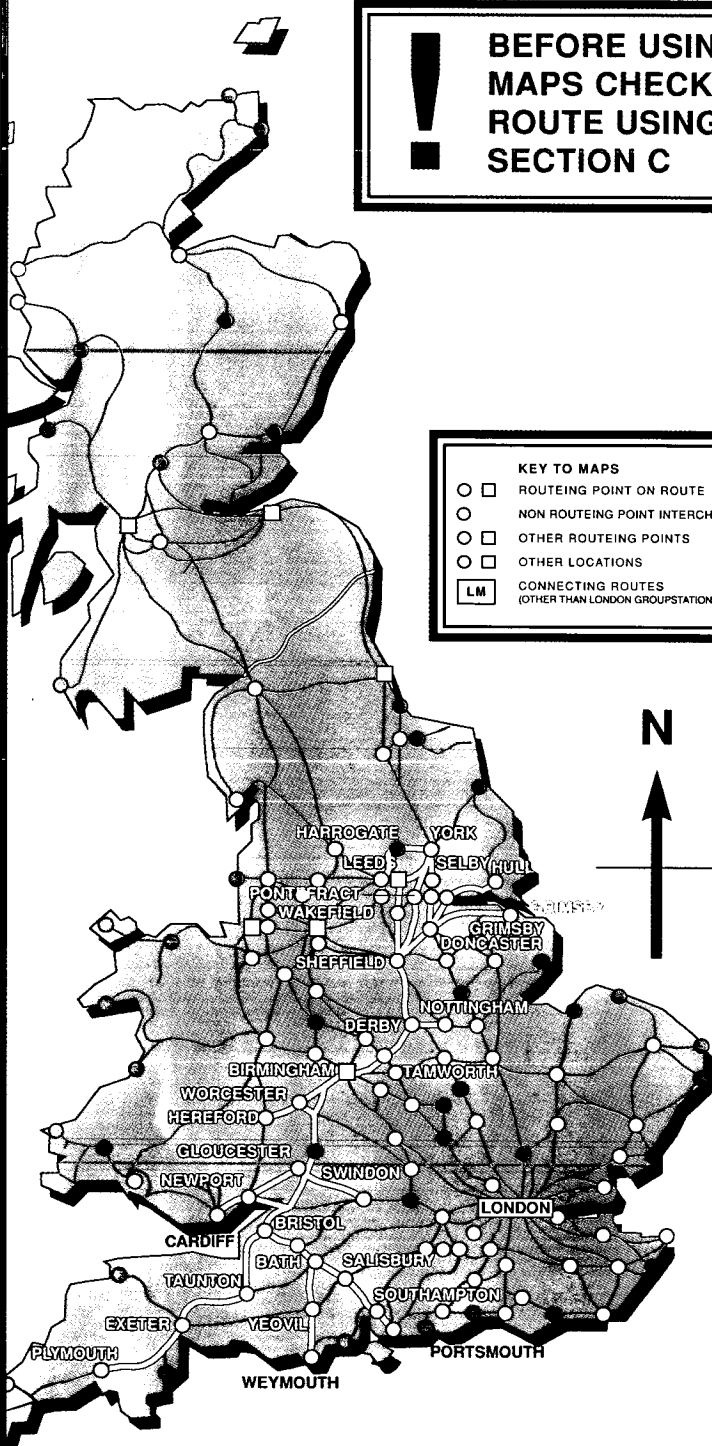 !
BEFORE USIN
MAPS CHECK
ROUTE USING
SECTION C
KEY TO MAPS
ROUTEING POINT ON ROUTE
NON ROUTEING POINT INTERCH
OTHER ROUTEING POINTS
OTHER LOCATIONS
LM
CONNECTING ROUTES
(OTHER THAN LONDON GROUPSTATION
N
HARROGATE
YORK
LEEDS
SELBY
HULL
PONTEFRACT
WAKEFIELD
GRIMSBY
GRIMSBY
DONCASTER
SHEFFIELD
NOTTINGHAM
DERBY
BIRMINGHAM
TAMWORTH
WORCESTER
HEREFORD
GLOUCESTER
SWINDON
NEWPORT
LONDON
CARDIFF
BRISTOL
BATH
SALISBURY
TAUNTON
SOUTHAMPTON
EXETER
YEOVIL
PLYMOUTH
PORTSMOUTH
WEYMOUTH